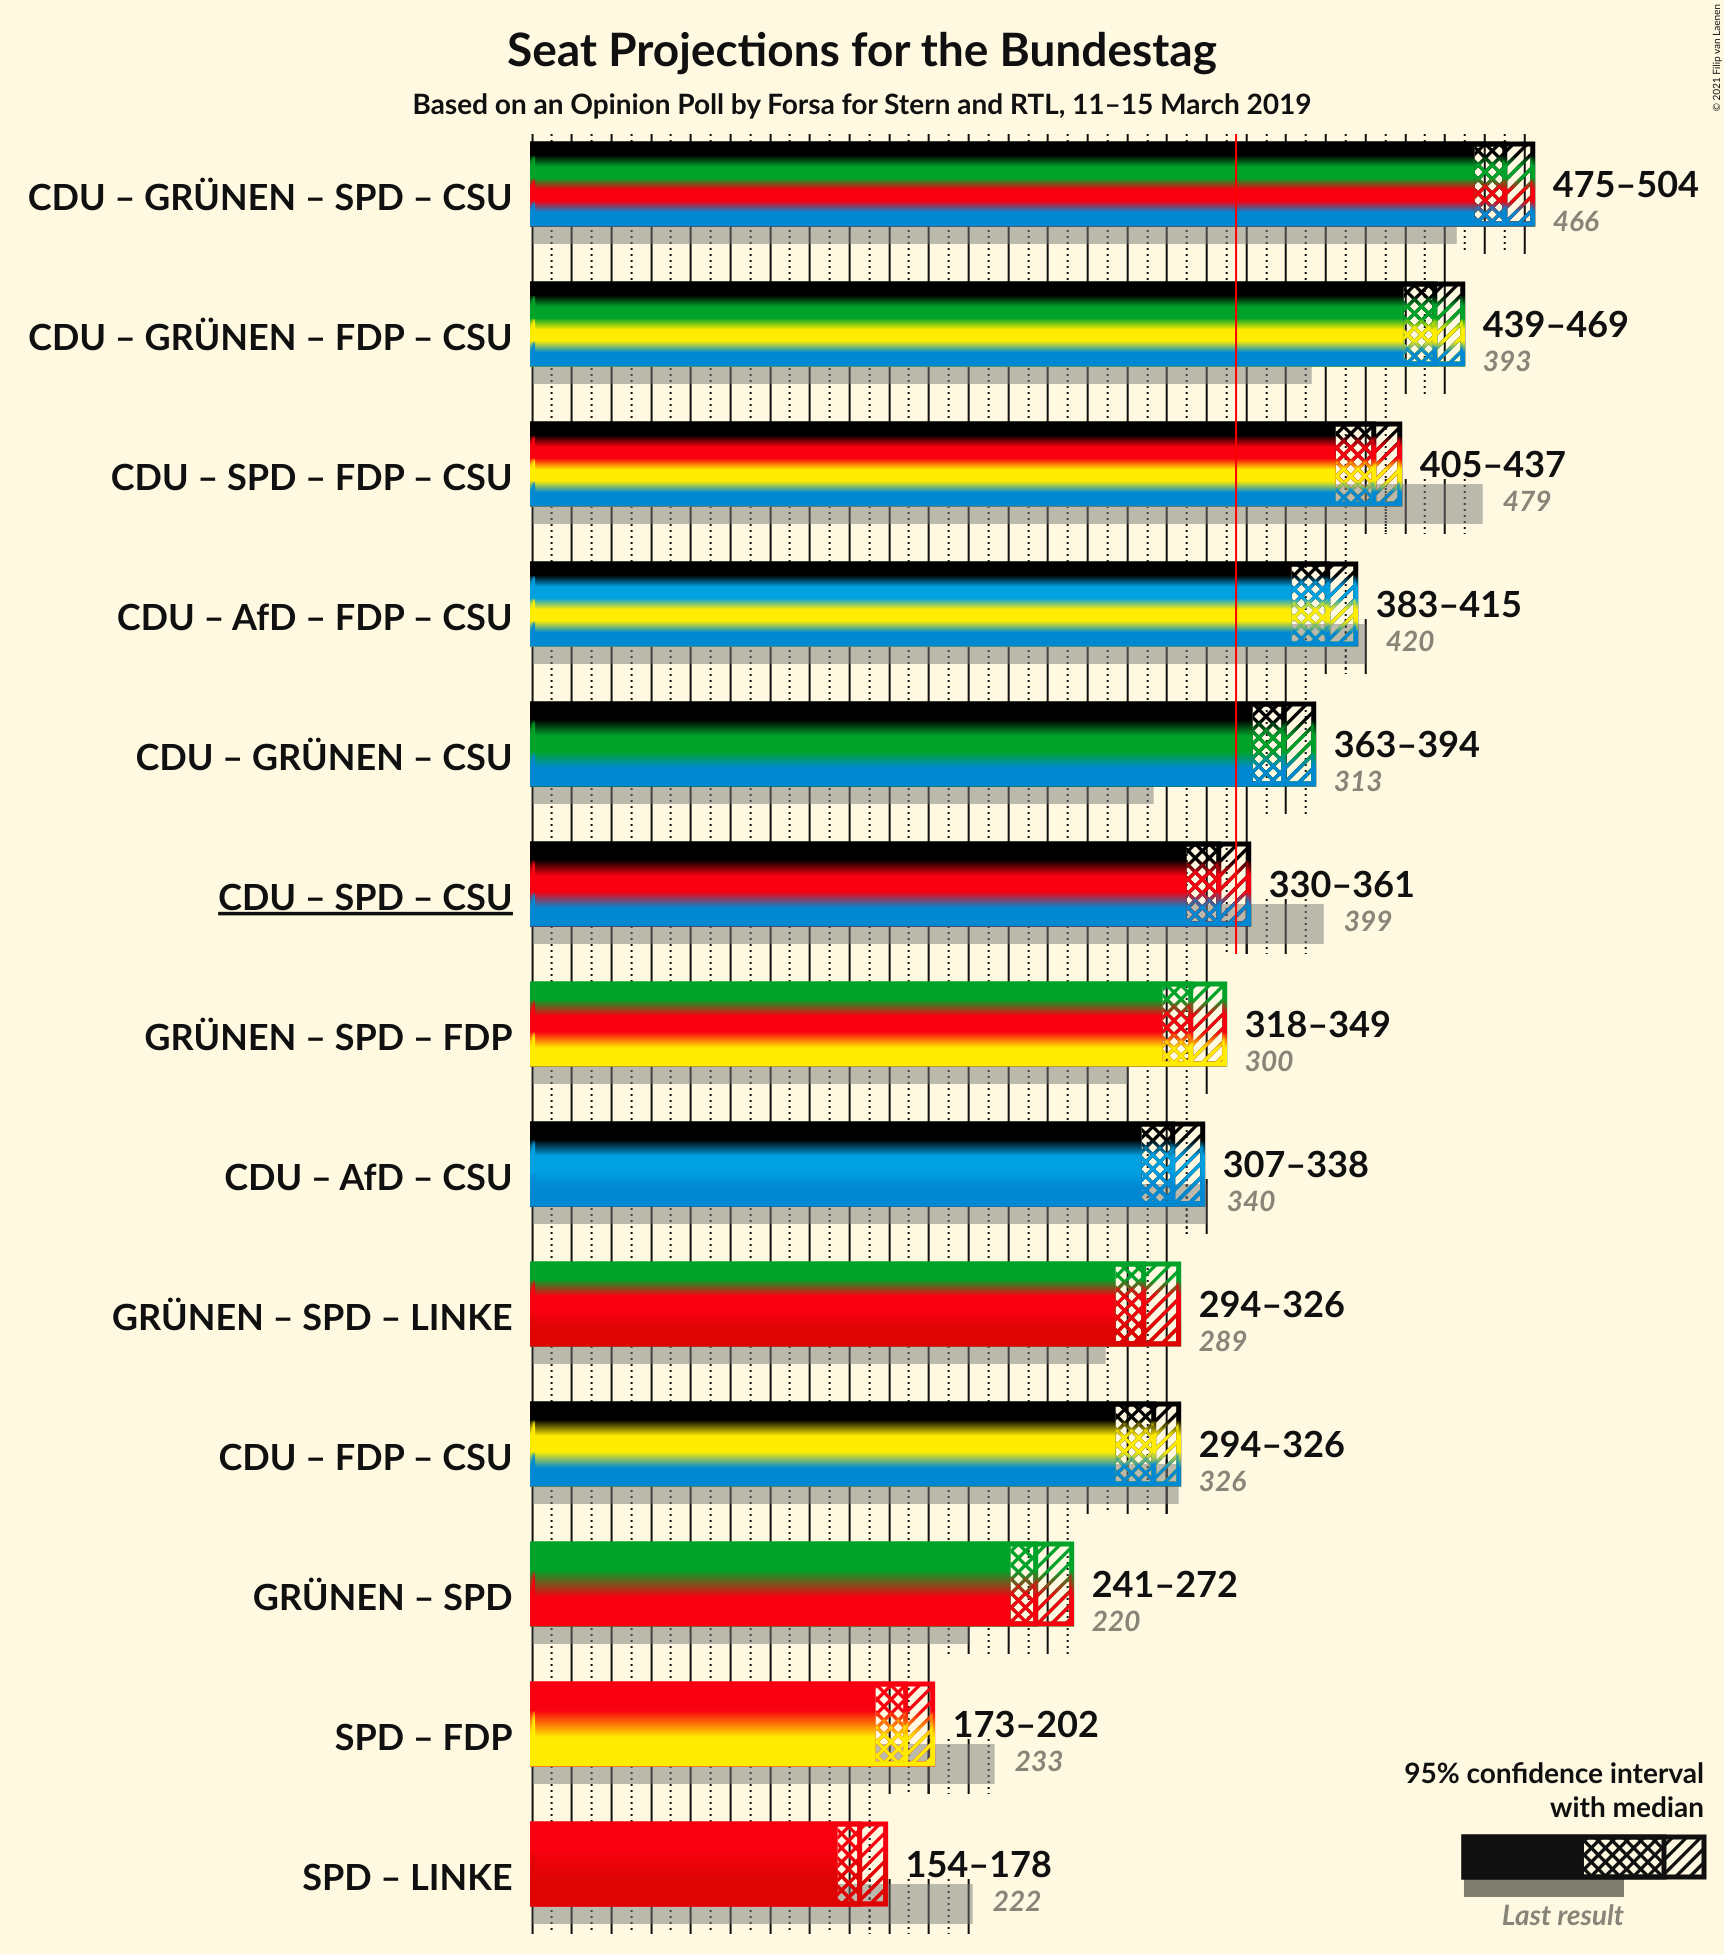 Seat Projections for the Bundestag
Based on an Opinion Poll by Forsa for Stern and RTL, 11–15 March 2019
© 2021 Filip van Laenen
CDU – GRÜNEN – SPD – CSU
475–504
466
CDU – GRÜNEN – FDP – CSU
439–469
393
CDU – SPD – FDP – CSU
405–437
479
CDU – AfD – FDP – CSU
383–415
420
CDU – GRÜNEN – CSU
363–394
313
CDU – SPD – CSU
330–361
399
GRÜNEN – SPD – FDP
318–349
300
CDU – AfD – CSU
307–338
340
GRÜNEN – SPD – LINKE
294–326
289
CDU – FDP – CSU
294–326
326
GRÜNEN – SPD
241–272
220
SPD – FDP
173–202
233
SPD – LINKE
154–178
222
95% confidence interval
with median
Last result